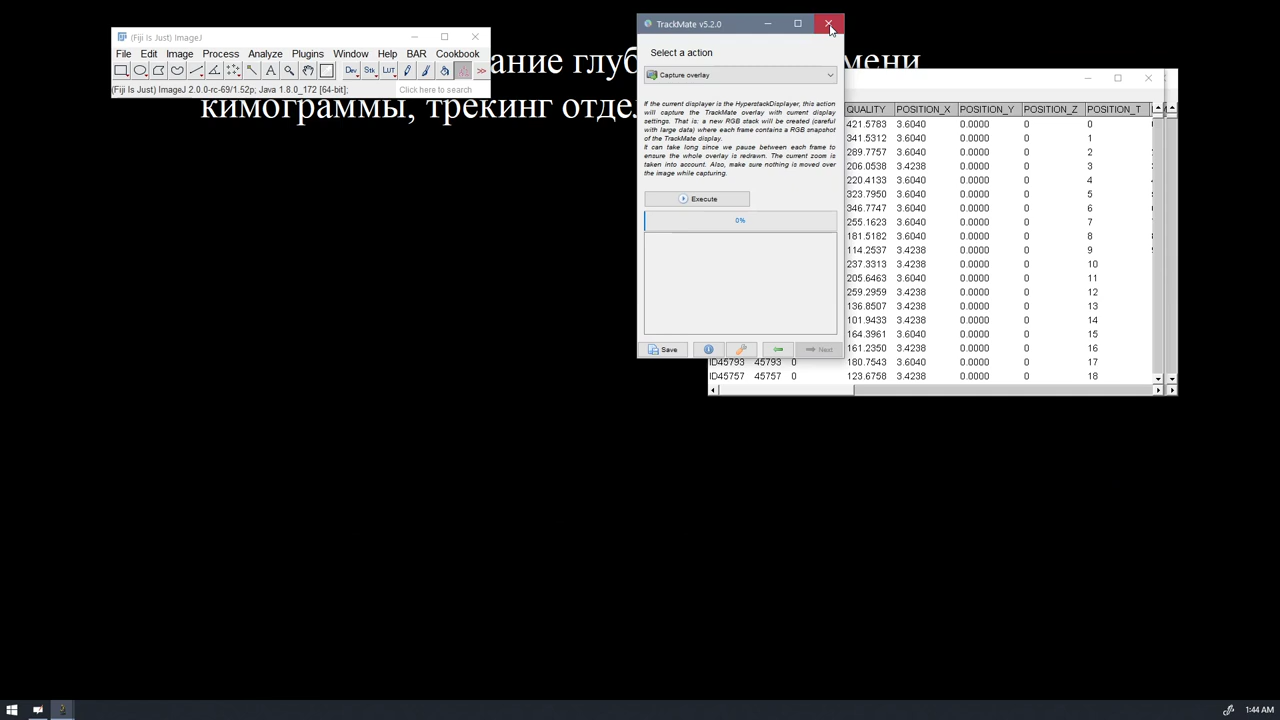 (Fiji Is Just) ImageJ
File Edit Image Process Analyze Plugins Window Help BAR Cookbook
A Dev Stk LUT >>
(Fiji Is Just) ImageJ 2.0.0-rc-69/1.52p; Java 1.8.0_172 [64-bit];
Click here to search
ание глуб
мени
кимограммы, трекинг отде
TrackMate v5.2.0
Select a action
Capture overlay
If the current displayer is the HyperstackDisplayer, this action
will capture the TrackMate overlay with current display
settings. That is: a new RGB stack will be created (careful
with large data) where each frame contains a RGB snapshot
of the TrackMate display.
It can take long since we pause between each frame to
ensure the whole overlay is redrawn. The current zoom is
taken into account. Also, make sure nothing is moved over
the image while capturing.
Execute
0%
Save
Next
QUALITY POSITION_X POSITION_Y POSITION_Z POSITION_T
421.5783 3.6040 0.0000 0 0
341.5312 3.6040 0.0000 0 1
289.7757 3.6040 0.0000 0 2
206.0538 3.4238 0.0000 0 3
220.4133 3.6040 0.0000 0 4
323.7950 3.6040 0.0000 0 5
346.7747 3.6040 0.0000 0 6
255.1623 3.6040 0.0000 0 7
181.5182 3.6040 0.0000 0 8
114.2537 3.4238 0.0000 0 9
237.3313 3.4238 0.0000 0 10
205.6463 3.6040 0.0000 0 11
259.2959 3.4238 0.0000 0 12
136.8507 3.4238 0.0000 0 13
101.9433 3.4238 0.0000 0 14
164.3961 3.6040 0.0000 0 15
161.2350 3.4238 0.0000 0 16
ID45793 45793 0 180.7543 3.6040 0.0000 0 17
ID45757 45757 0 123.6758 3.4238 0.0000 0 18
1:44 AM